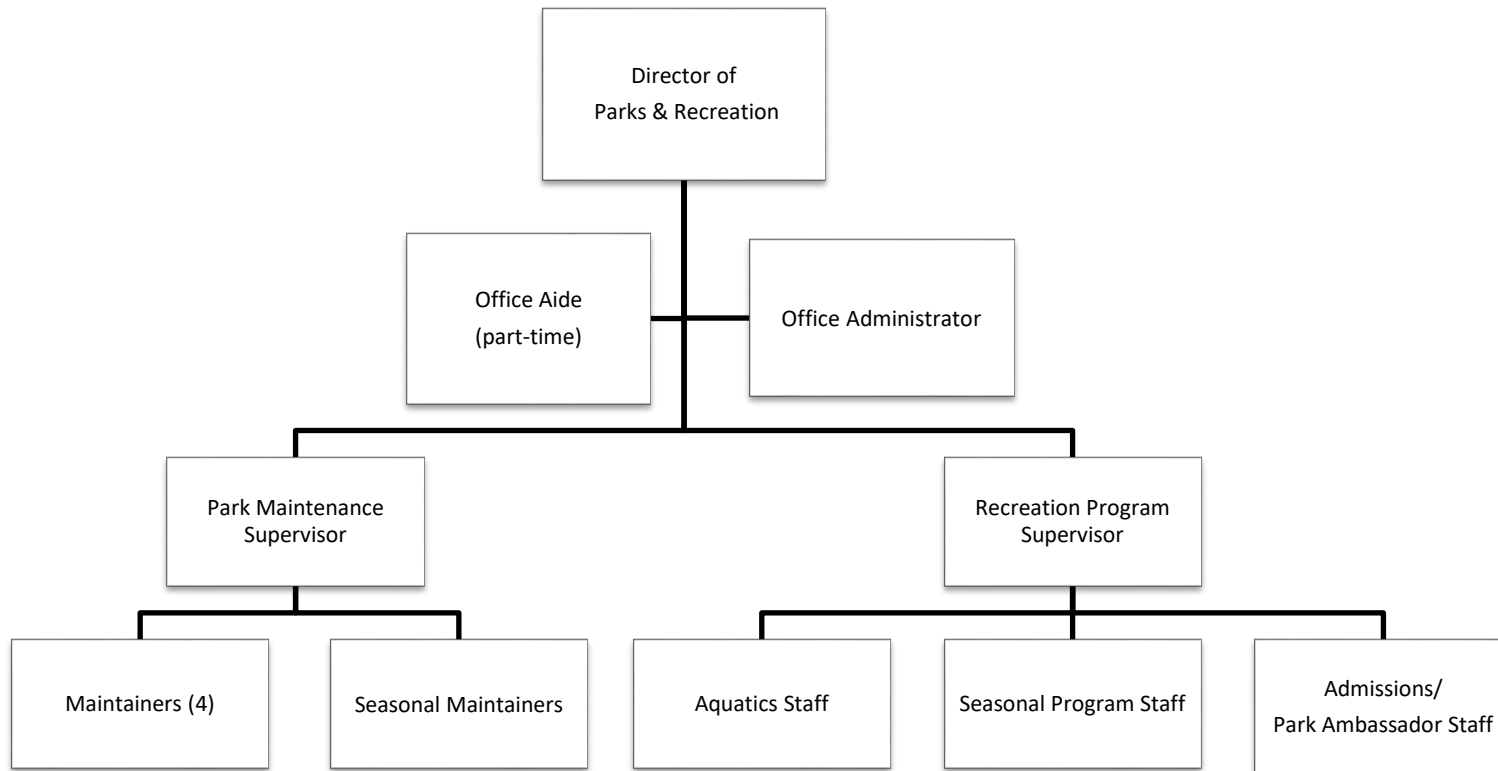 Director of
Parks & Recreation
Office Aide
(part-time)
Office Administrator
Park Maintenance
Supervisor
Recreation Program
Supervisor
Maintainers (4)
Seasonal Maintainers
Aquatics Staff
Seasonal Program Staff
Admissions/
Park Ambassador Staff